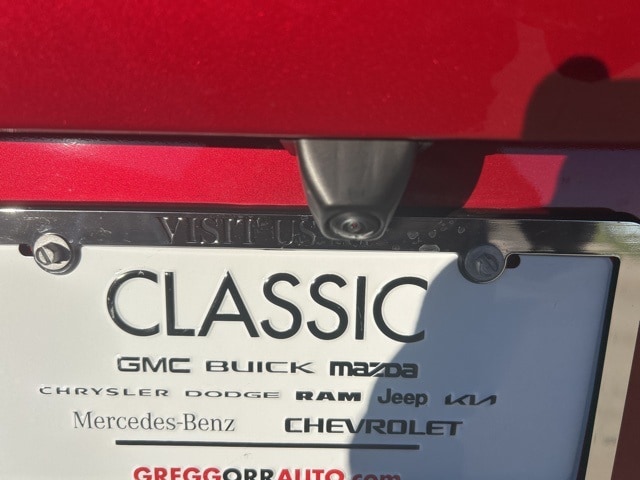 VISIT US
CLASSIC
GMC BUICK mazda
CHRYSLER DODGE RAM Jeep KIA
Mercedes-Benz CHEVROLET
GREGGORRAUTO.com